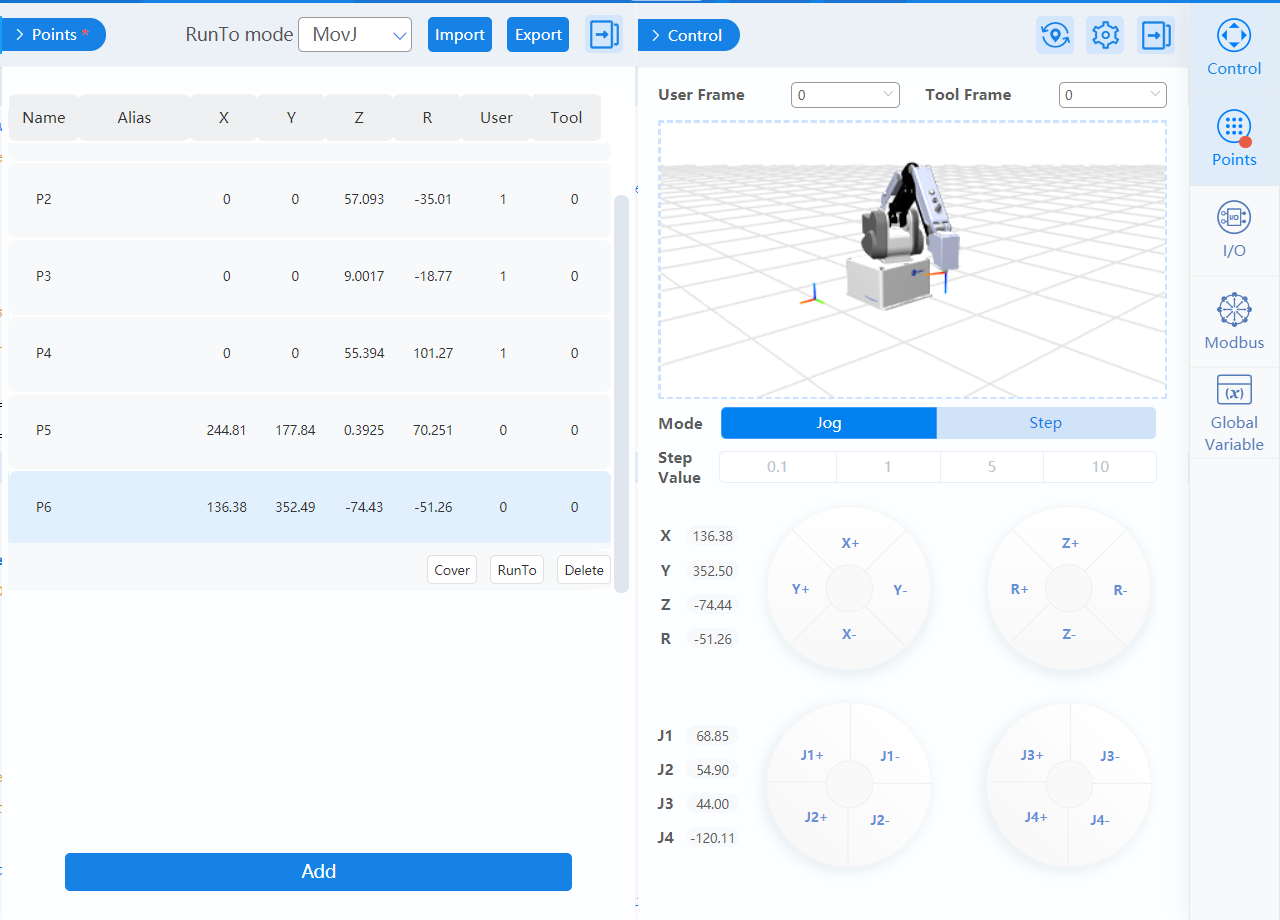 Points *
RunTo mode MovJ Import Export
Name Alias X Y Z R User Tool
P2 0 0 57.093 -35.01 1 0
P3 0 0 9.0017 -18.77 1 0
P4 0 0 55.394 101.27 1 0
P5 244.81 177.84 0.3925 70.251 0 0
P6 136.38 352.49 -74.43 -51.26 0 0
Cover RunTo Delete
Add
Control
User Frame 0 Tool Frame 0
Mode Jog Step
Step Value 0.1 1 5 10
X 136.38
Y 352.50
Z -74.44
R -51.26
X+
Y+ Y-
X-
Z+
R+ R-
Z-
J1 68.85
J2 54.90
J3 44.00
J4 -120.11
J1+ J1-
J2+ J2-
J3+ J3-
J4+ J4-
Control
Points
I/O
I/O
Modbus
(x)
Global
Variable